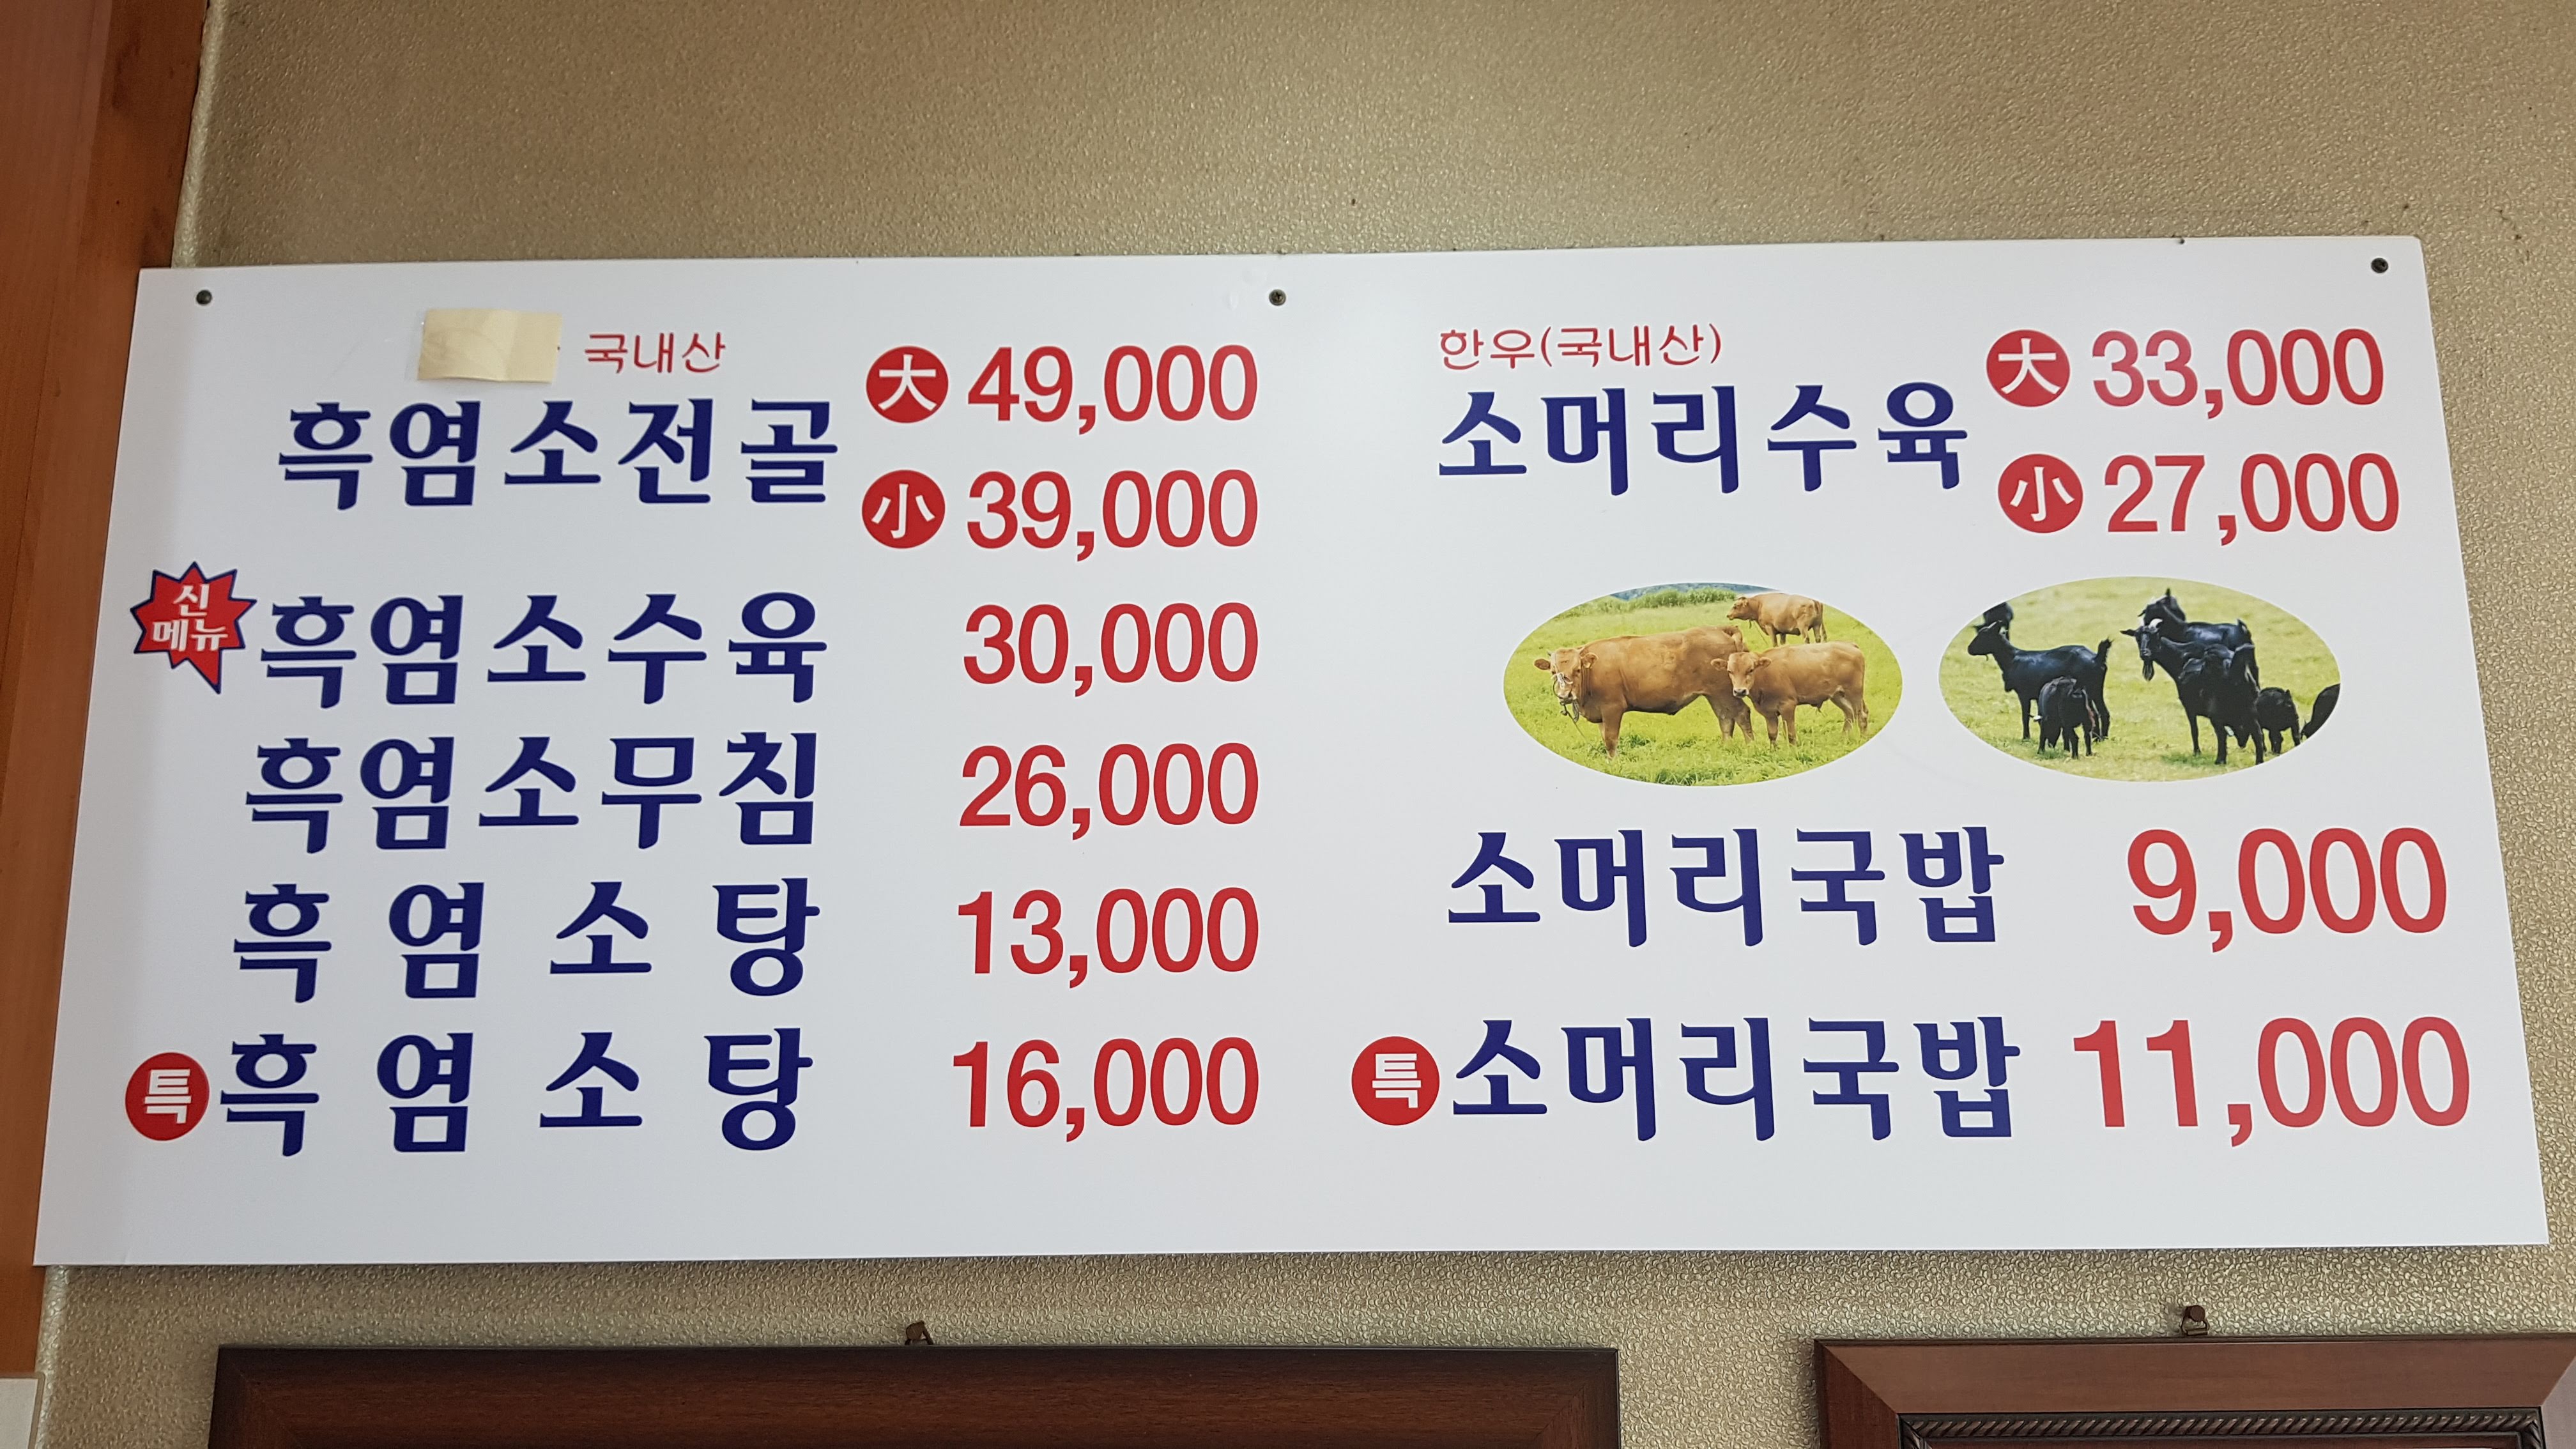 국내산
흑염소전골 大 49,000
小 39,000
신메뉴 흑염소수육 30,000
흑염소무침 26,000
흑염소탕 13,000
특 흑염소탕 16,000
한우(국내산)
소머리수육 大 33,000
小 27,000
소머리국밥 9,000
특 소머리국밥 11,000